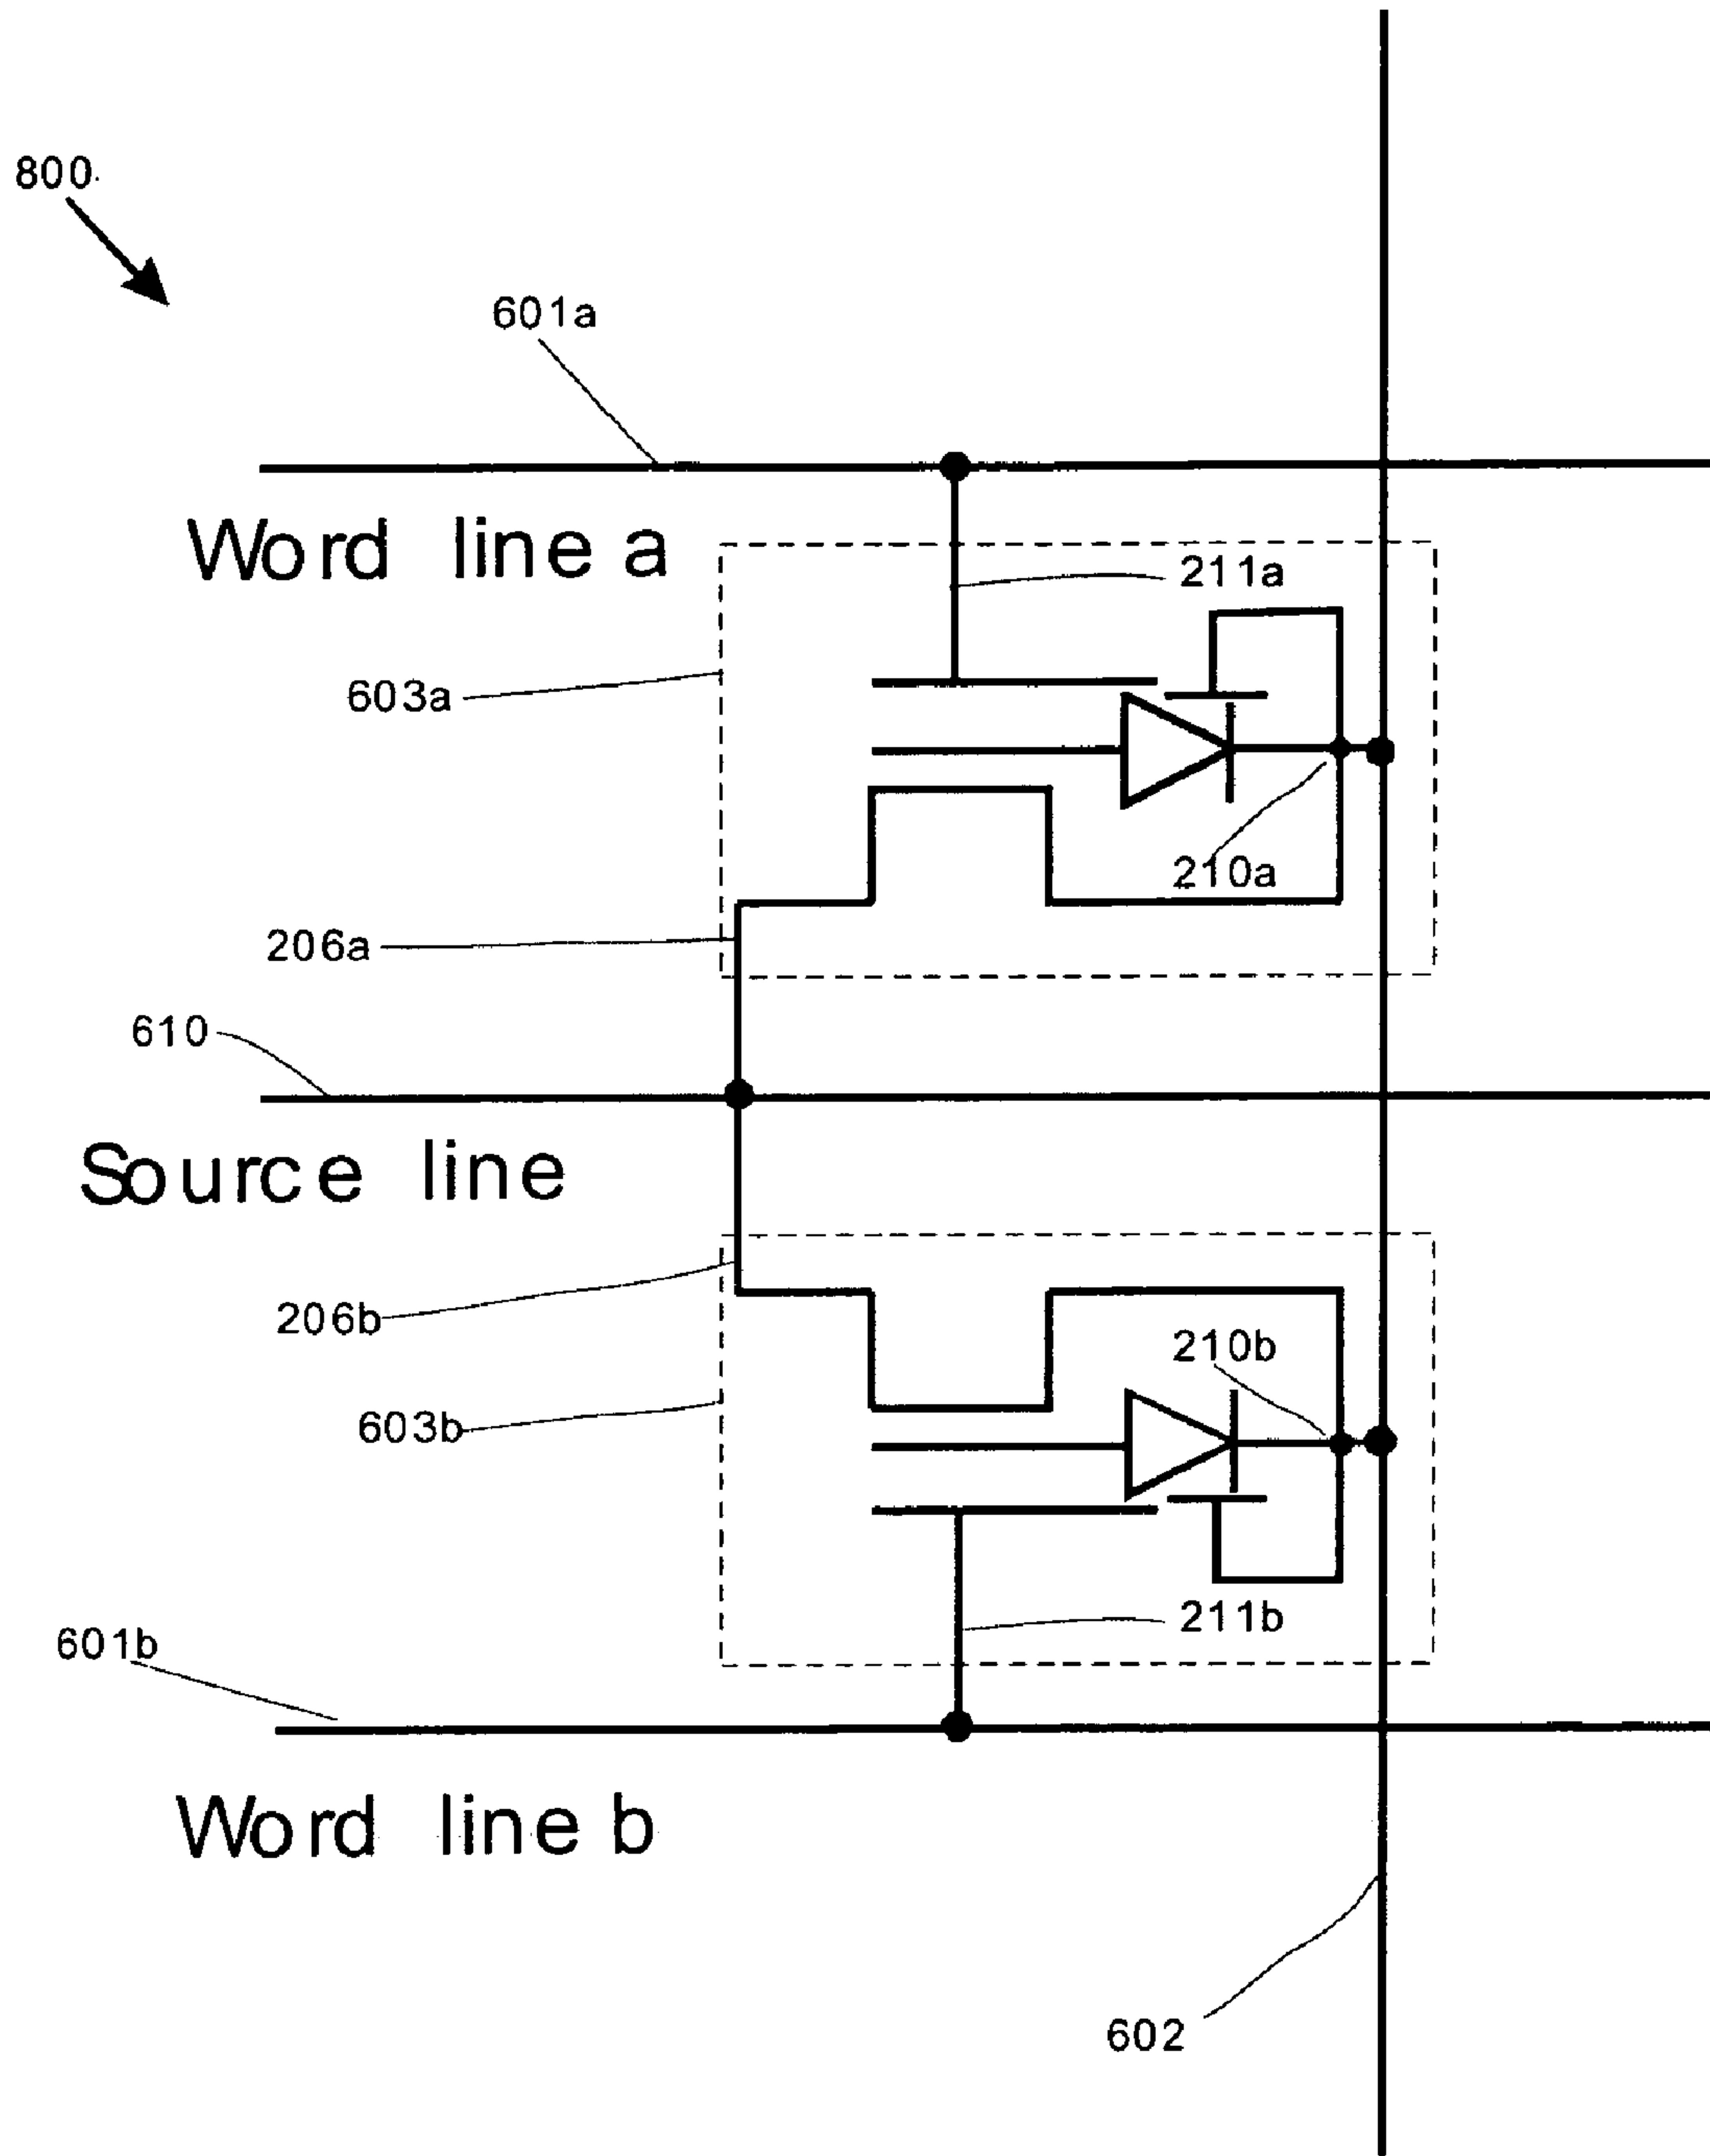 800
601a
Word line a
211a
603a
210a
206a
610
Source line
206b
210b
603b
211b
601b
Word line b
602